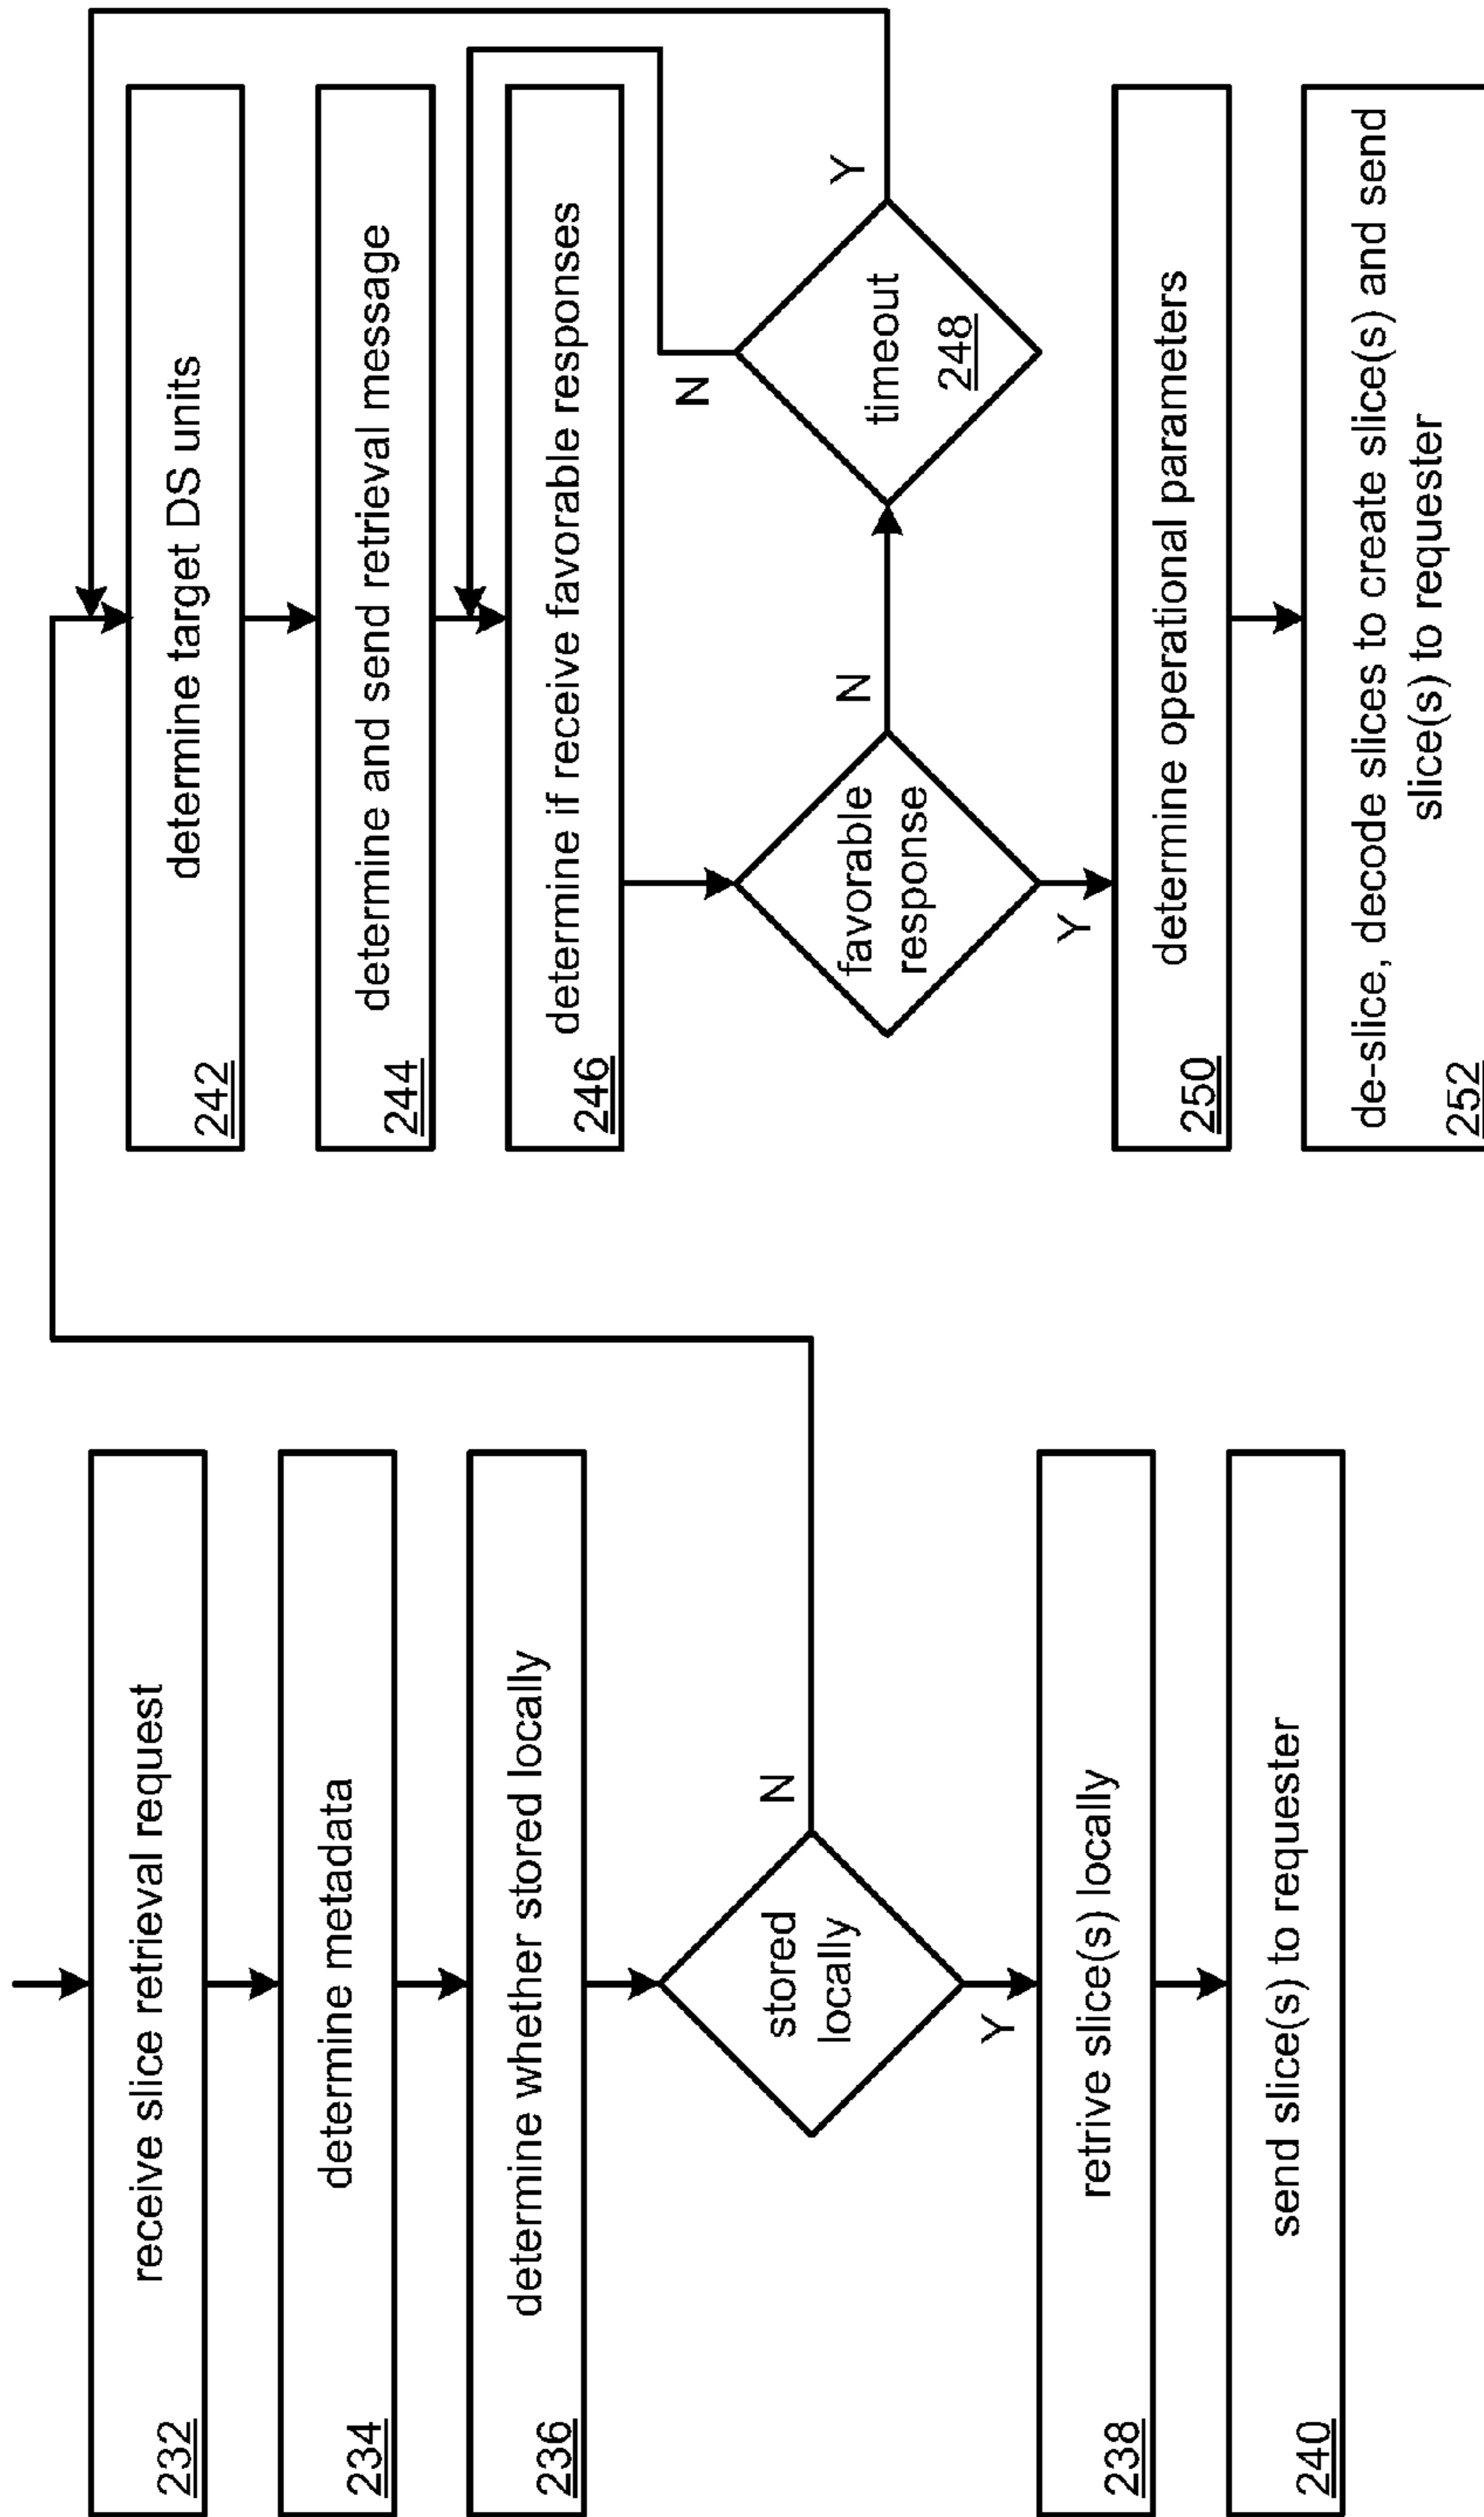 receive slice retrieval request
232
determine metadata
234
determine whether stored locally
236
stored
locally
N
Y
retrive slice(s) locally
238
send slice(s) to requester
240
determine target DS units
242
determine and send retrieval message
244
determine if receive favorable responses
246
favorable
response
N
Y
timeout
248
N
Y
determine operational parameters
250
de-slice, decode slices to create slice(s) and send
slice(s) to requester
252